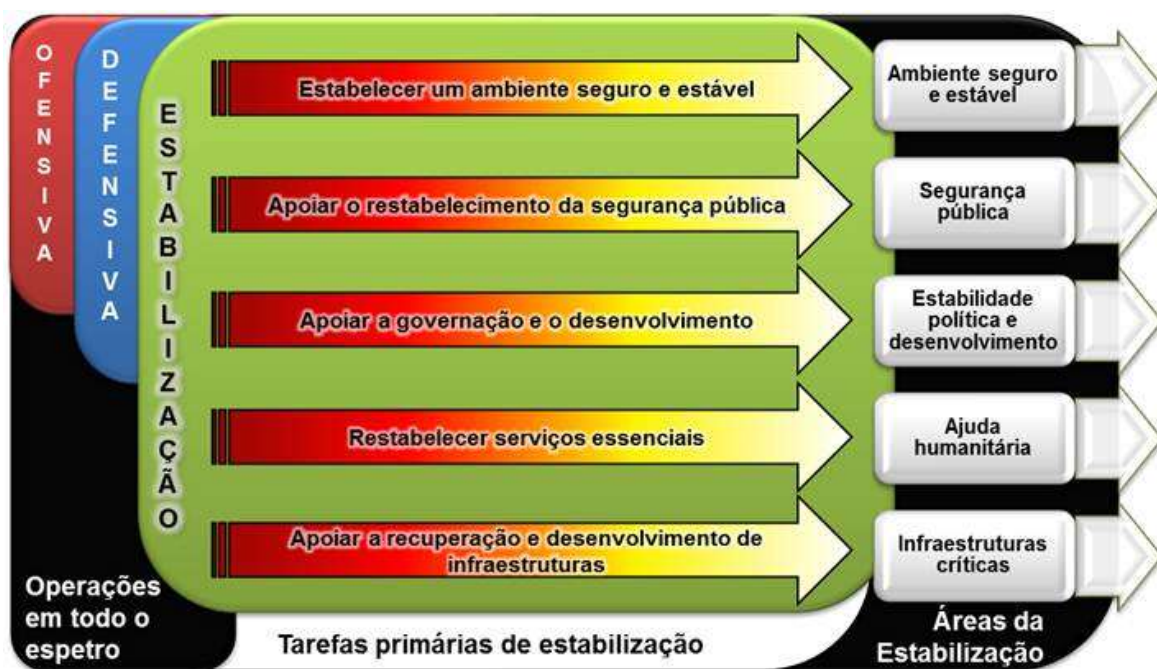 OFENSIVA
DEFENSIVA
ESTABILIZAÇÃO
Estabelecer um ambiente seguro e estável
Ambiente seguro
e estável
Apoiar o restabelecimento da segurança pública
Segurança
pública
Apoiar a governação e o desenvolvimento
Estabilidade
política e
desenvolvimento
Restabelecer serviços essenciais
Ajuda
humanitária
Apoiar a recuperação e desenvolvimento de
infraestruturas
Infraestruturas
críticas
Operações
em todo o
espetro
Tarefas primárias de estabilização
Áreas da
Estabilização